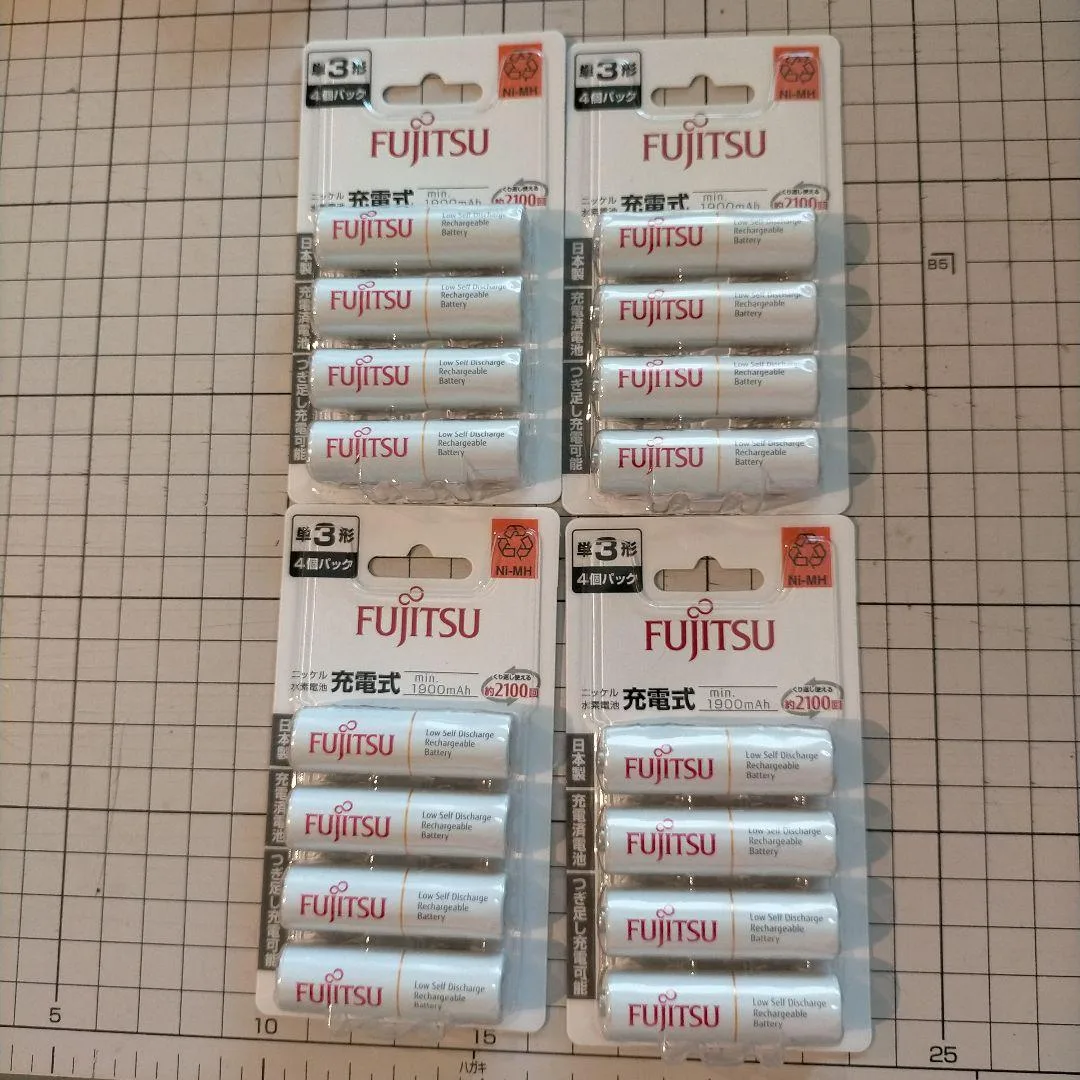 単3形
4個パック
Ni-MH
FUJITSU
ニッケル
水素電池
充電式
min.
1900mAh
くり返し使える
約2100回
日本製
充電済電池
つぎ足し充電可能
FUJITSU
Low Self Discharge
Rechargeable
Battery
FUJITSU
Low Self Discharge
Rechargeable
Battery
FUJITSU
Low Self Discharge
Rechargeable
Battery
FUJITSU
Low Self Discharge
Rechargeable
Battery
単3形
4個パック
Ni-MH
FUJITSU
ニッケル
水素電池
充電式
min.
1900mAh
くり返し使える
約2100回
日本製
充電済電池
つぎ足し充電可能
FUJITSU
Low Self Discharge
Rechargeable
Battery
FUJITSU
Low Self Discharge
Rechargeable
Battery
FUJITSU
Low Self Discharge
Rechargeable
Battery
FUJITSU
Low Self Discharge
Rechargeable
Battery
B5
単3形
4個パック
Ni-MH
FUJITSU
ニッケル
水素電池
充電式
min.
1900mAh
くり返し使える
約2100回
日本製
充電済電池
つぎ足し充電可能
FUJITSU
Low Self Discharge
Rechargeable
Battery
FUJITSU
Low Self Discharge
Rechargeable
Battery
FUJITSU
Low Self Discharge
Rechargeable
Battery
FUJITSU
Low Self Discharge
Rechargeable
Battery
単3形
4個パック
Ni-MH
FUJITSU
ニッケル
水素電池
充電式
min.
1900mAh
くり返し使える
約2100回
日本製
充電済電池
つぎ足し充電可能
FUJITSU
Low Self Discharge
Rechargeable
Battery
FUJITSU
Low Self Discharge
Rechargeable
Battery
FUJITSU
Low Self Discharge
Rechargeable
Battery
FUJITSU
Low Self Discharge
Rechargeable
Battery
5
10
15
25
ハガキ